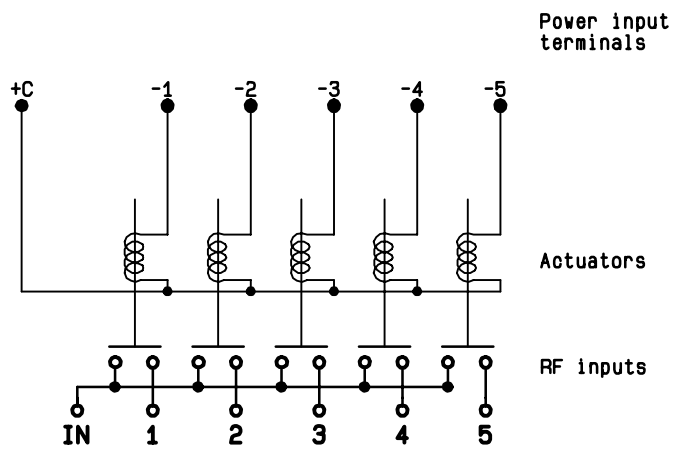 Power input
terminals
+C -1 -2 -3 -4 -5
Actuators
RF inputs
IN 1 2 3 4 5